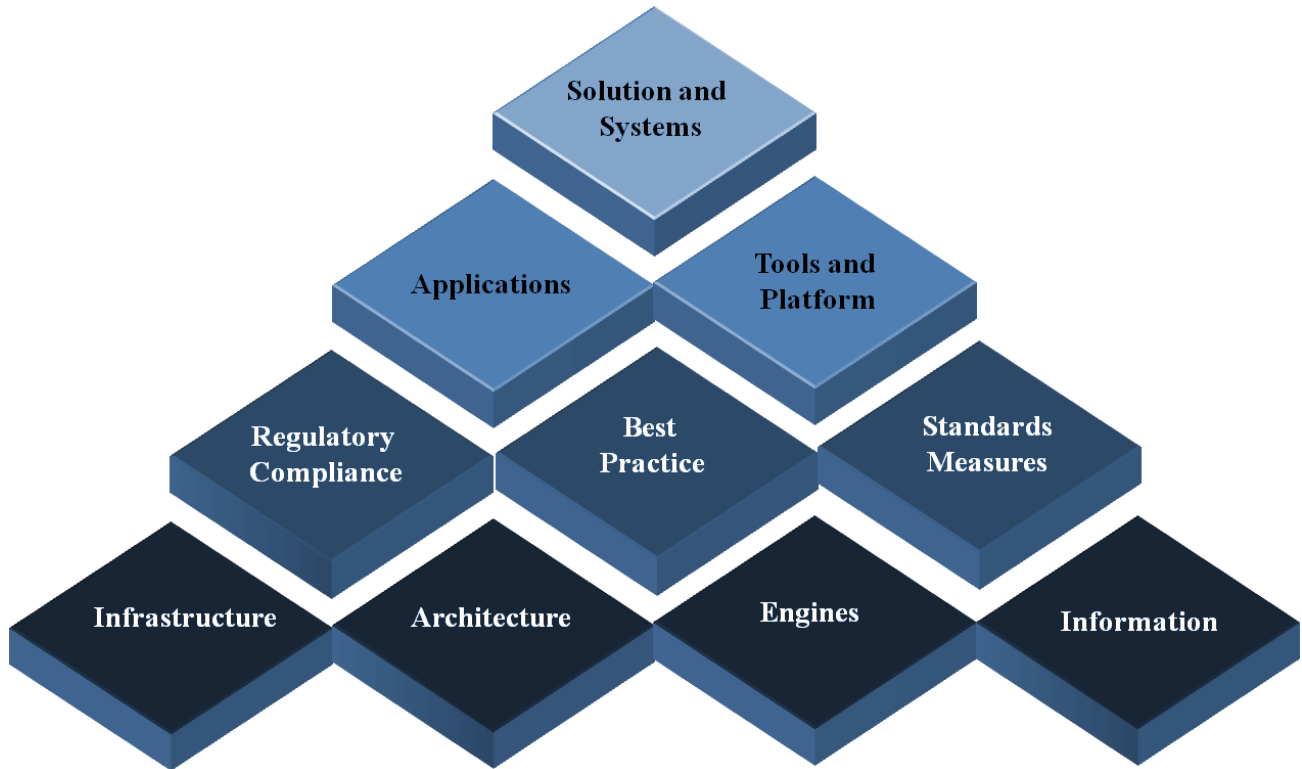 Solution and
Systems
Applications
Tools and
Platform
Regulatory
Compliance
Best
Practice
Standards
Measures
Infrastructure
Architecture
Engines
Information